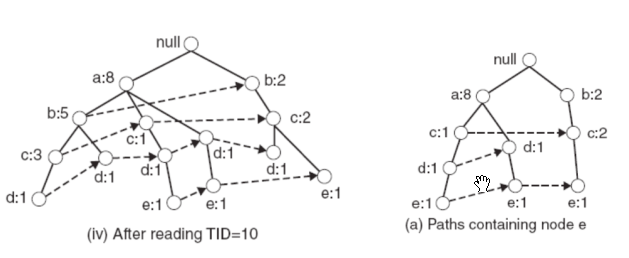 null
a:8
b:2
b:5
c:1
c:2
c:3
d:1
d:1
d:1
d:1
d:1
e:1
e:1
e:1
(iv) After reading TID=10
null
a:8
b:2
c:1
c:2
d:1
d:1
e:1
e:1
e:1
(a) Paths containing node e